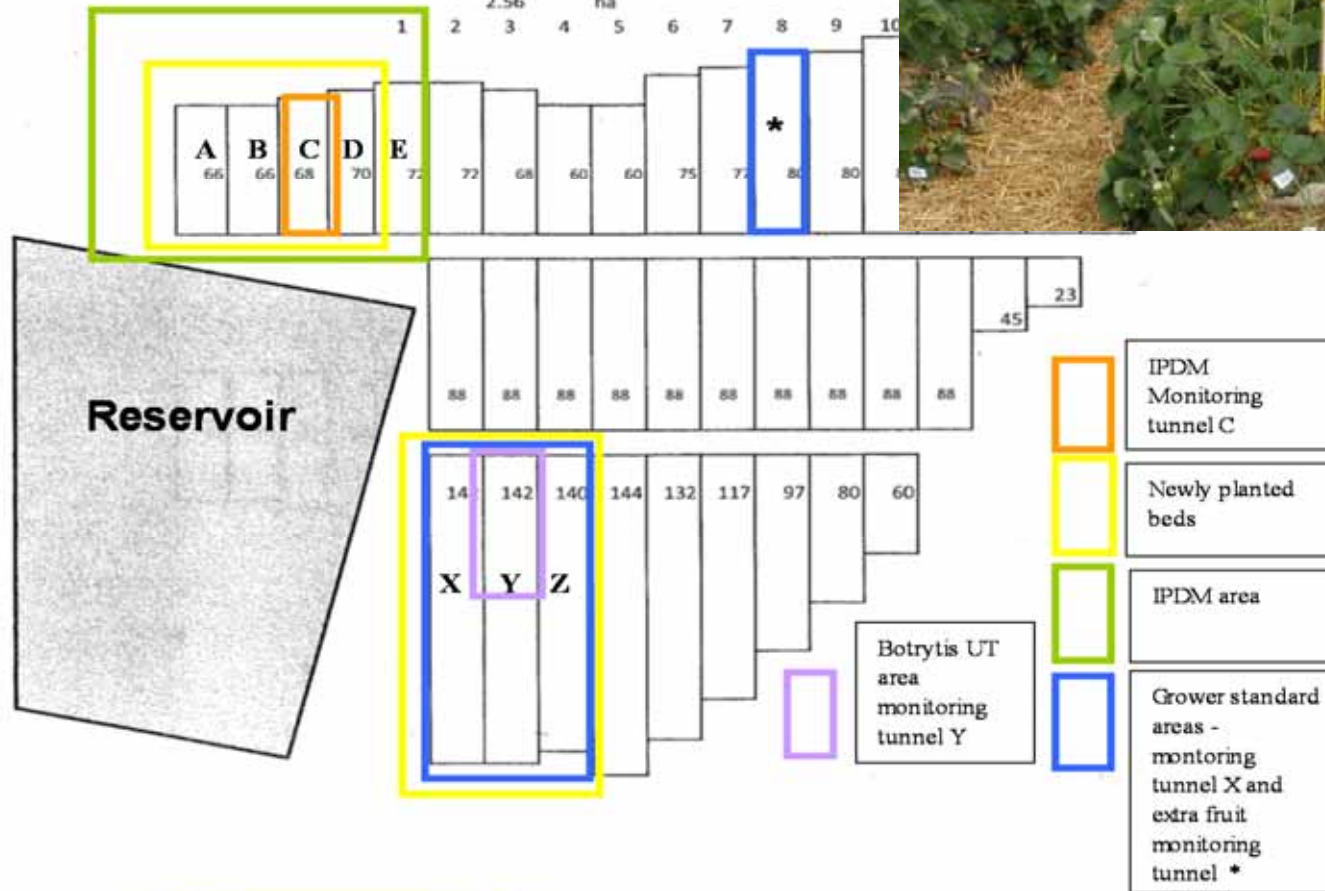 2.56 ha
1 2 3 4 5 6 7 8 9 10
*
A B C D E
66 66 68 70 72 72 68 60 60 75 77 80 80
23
45
Reservoir
88 88 88 88 88 88 88 88 88 88
142 140 144 132 117 97 80 60
X Y Z
IPDM
Monitoring
tunnel C
Newly planted
beds
IPDM area
Botrytis UT
area
monitoring
tunnel Y
Grower standard
areas -
montoring
tunnel X and
extra fruit
monitoring
tunnel *